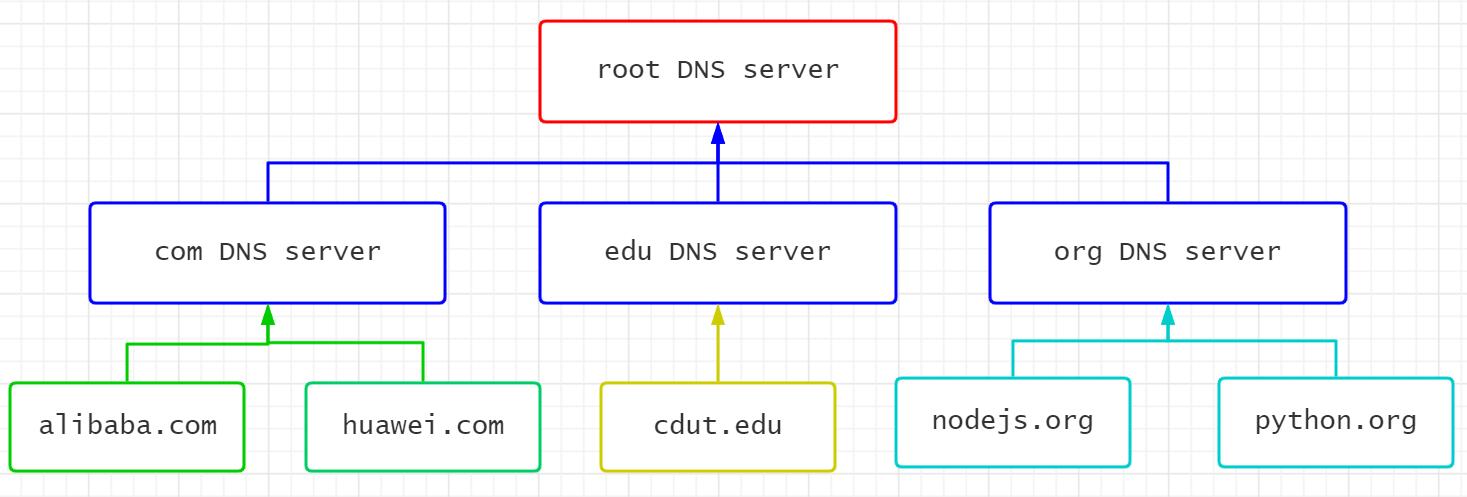 root DNS server
com DNS server
edu DNS server
org DNS server
alibaba.com
huawei.com
cdut.edu
nodejs.org
python.org